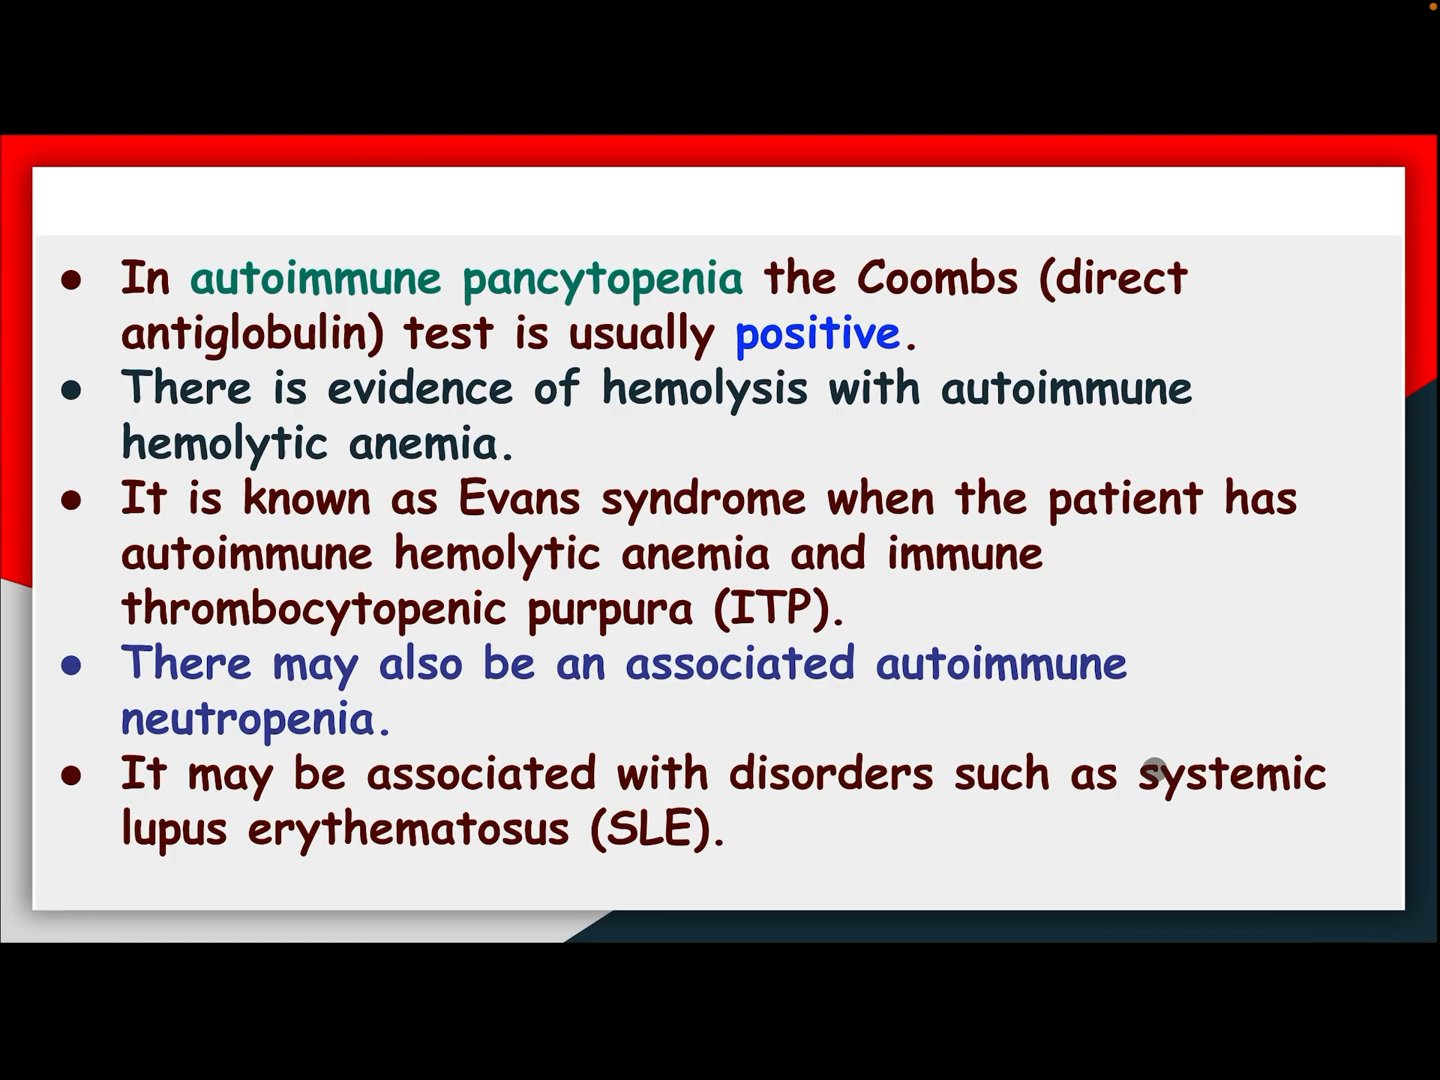 ● In autoimmune pancytopenia the Coombs (direct
antiglobulin) test is usually positive.
● There is evidence of hemolysis with autoimmune
hemolytic anemia.
● It is known as Evans syndrome when the patient has
autoimmune hemolytic anemia and immune
thrombocytopenic purpura (ITP).
● There may also be an associated autoimmune
neutropenia.
● It may be associated with disorders such as systemic
lupus erythematosus (SLE).